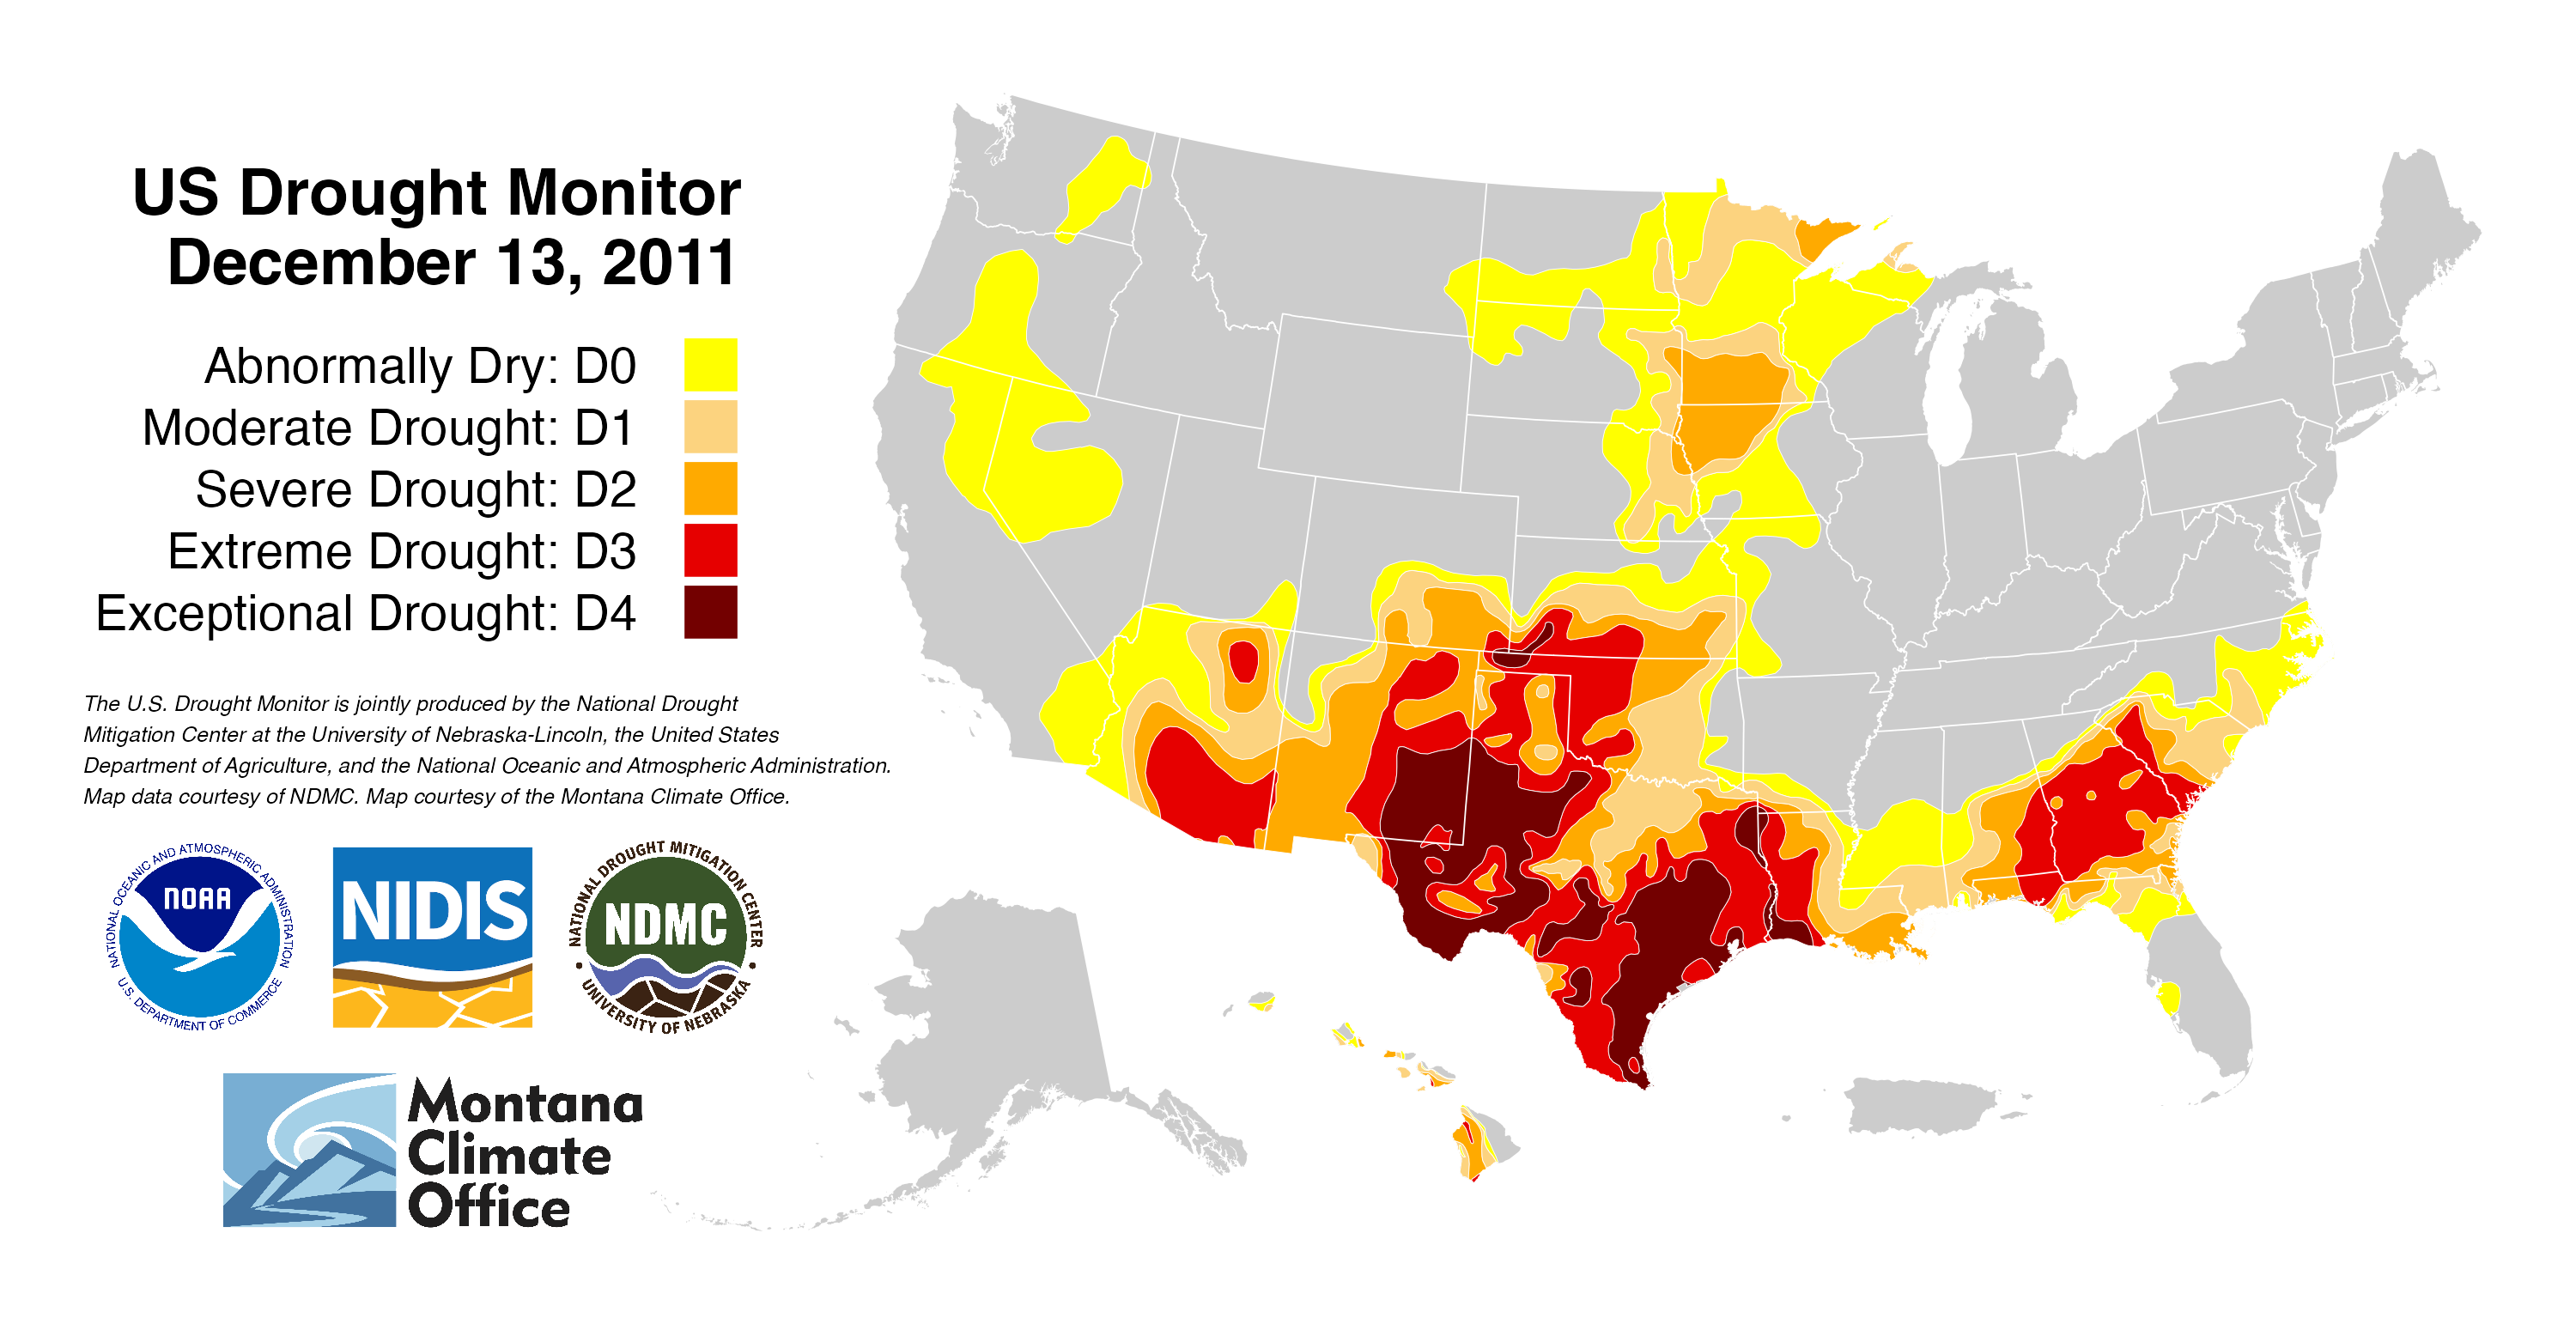 US Drought Monitor
December 13, 2011
Abnormally Dry: D0
Moderate Drought: D1
Severe Drought: D2
Extreme Drought: D3
Exceptional Drought: D4
The U.S. Drought Monitor is jointly produced by the National Drought
Mitigation Center at the University of Nebraska-Lincoln, the United States
Department of Agriculture, and the National Oceanic and Atmospheric Administration.
Map data courtesy of NDMC. Map courtesy of the Montana Climate Office.
NATIONAL OCEANIC AND ATMOSPHERIC ADMINISTRATION
NOAA
U.S. DEPARTMENT OF COMMERCE
NIDIS
NATIONAL DROUGHT MITIGATION CENTER
NDMC
UNIVERSITY OF NEBRASKA
Montana
Climate
Office